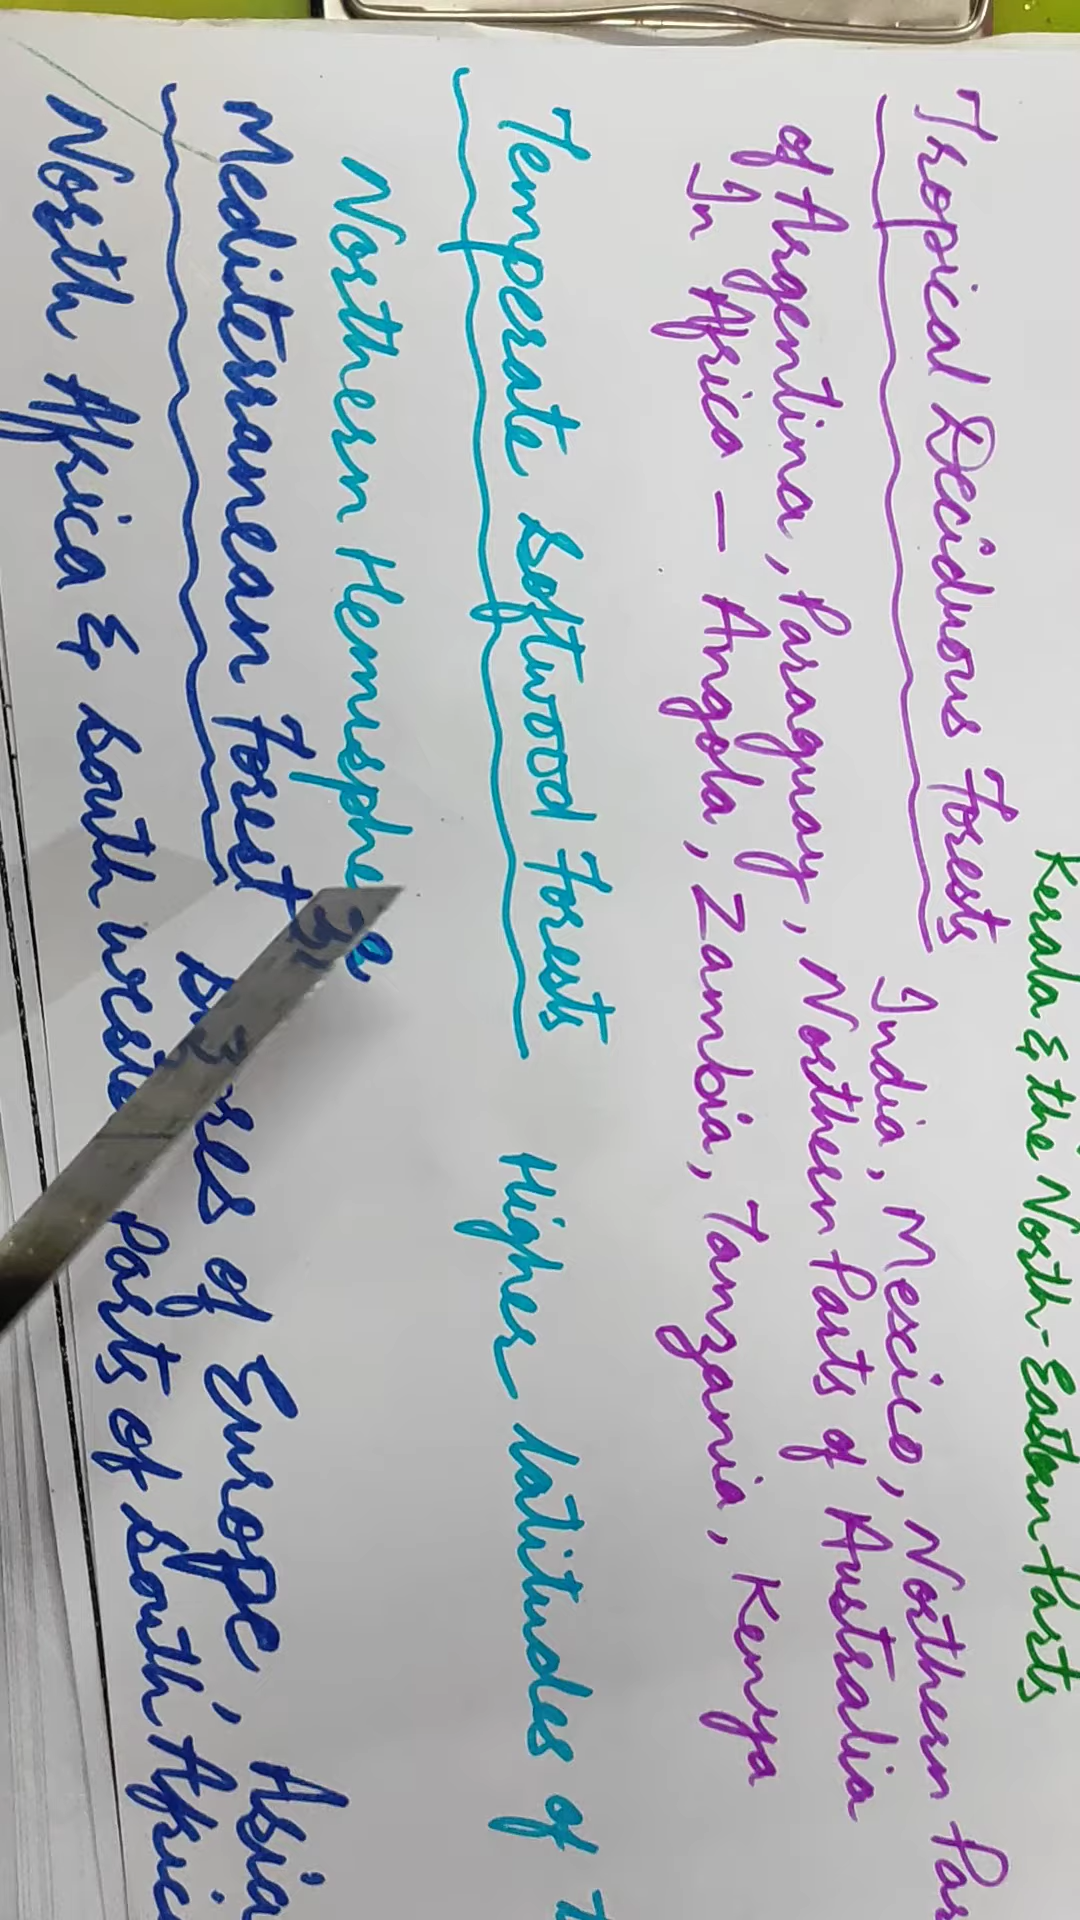 Kerala & the North-Eastern Parts
Tropical Deciduous Forests India, Mexico, Northern Par
of Argentina, Paraguay, Northern Parts of Australia
In Africa - Angola, Zambia, Tanzania, Kenya
Temperate Softwood Forests Higher latitudes of t
Northern Hemisphere
Mediterranean Forest of Europe, Asia
North Africa & South West Parts of South Afric